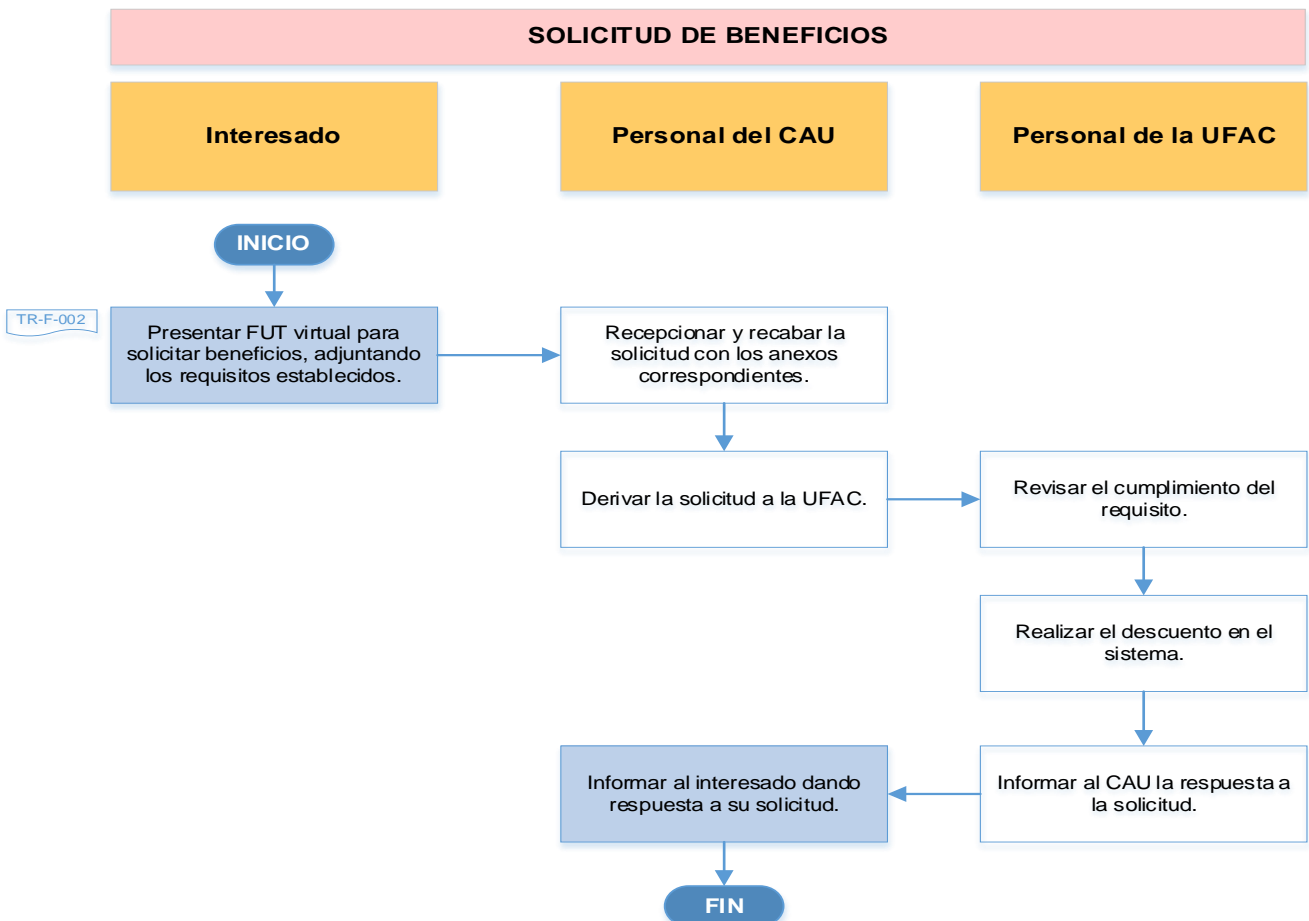 SOLICITUD DE BENEFICIOS
Interesado
Personal del CAU
Personal de la UFAC
INICIO
TR-F-002
Presentar FUT virtual para
solicitar beneficios, adjuntando
los requisitos establecidos.
Recepcionar y recabar la
solicitud con los anexos
correspondientes.
Derivar la solicitud a la UFAC.
Revisar el cumplimiento del
requisito.
Realizar el descuento en el
sistema.
Informar al CAU la respuesta a
la solicitud.
Informar al interesado dando
respuesta a su solicitud.
FIN